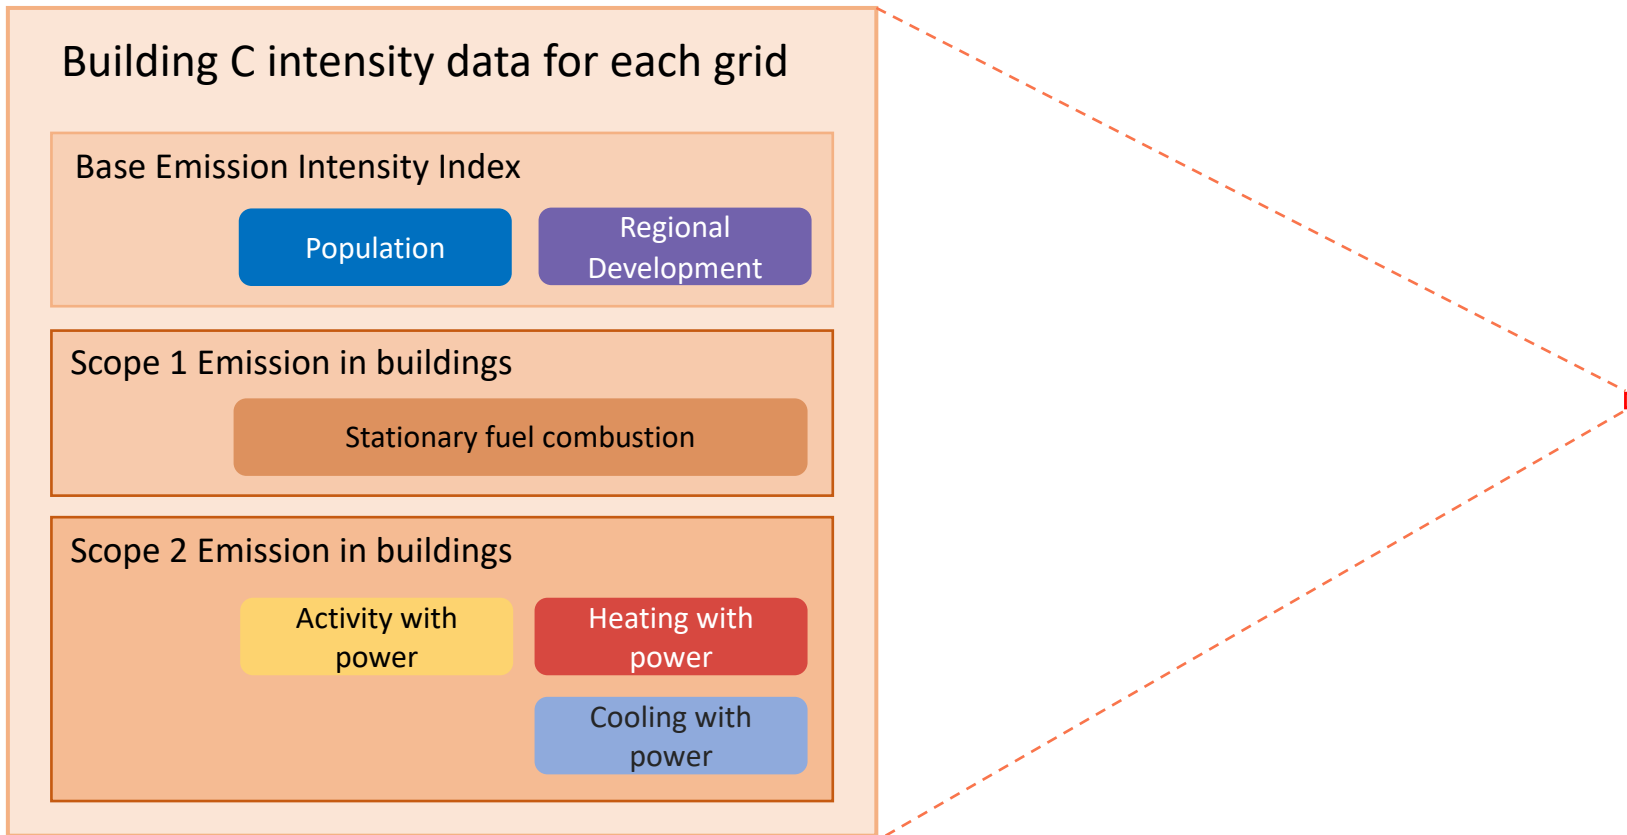 Building C intensity data for each grid
Base Emission Intensity Index
Population
Regional
Development
Scope 1 Emission in buildings
Stationary fuel combustion
Scope 2 Emission in buildings
Activity with
power
Heating with
power
Cooling with
power